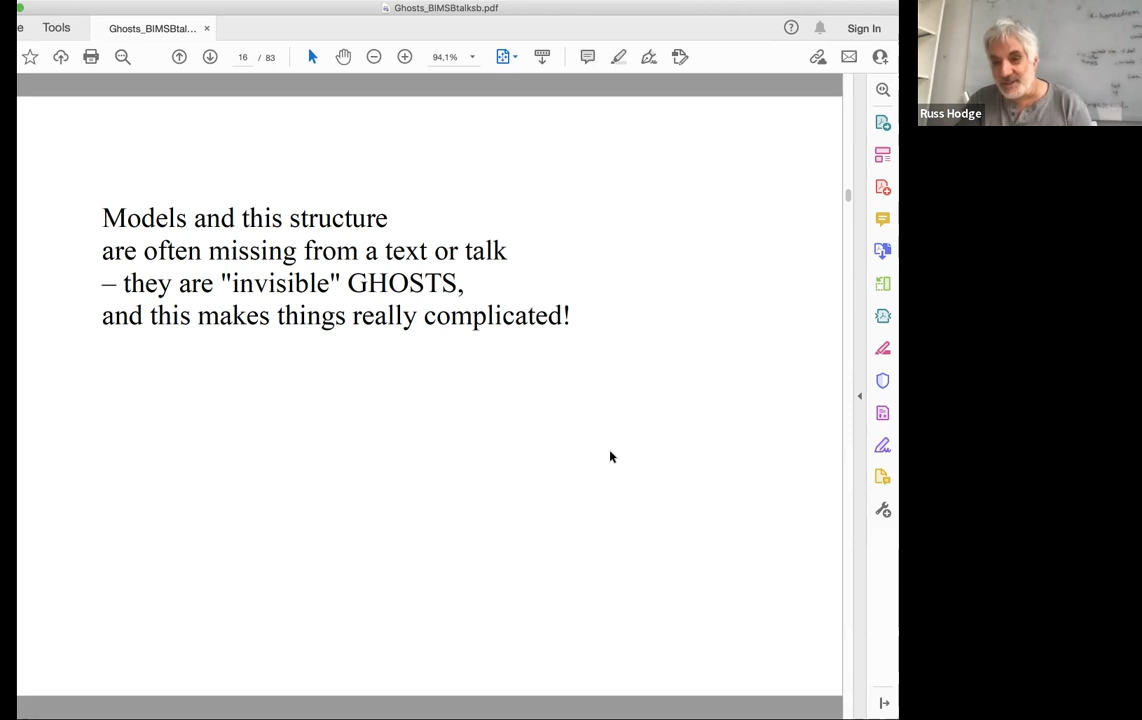 Ghosts_BIMSBtalksb.pdf
e Tools Ghosts_BIMSBtal... × Sign In
16 / 83 94,1%
Models and this structure
are often missing from a text or talk
– they are "invisible" GHOSTS,
and this makes things really complicated!
Russ Hodge